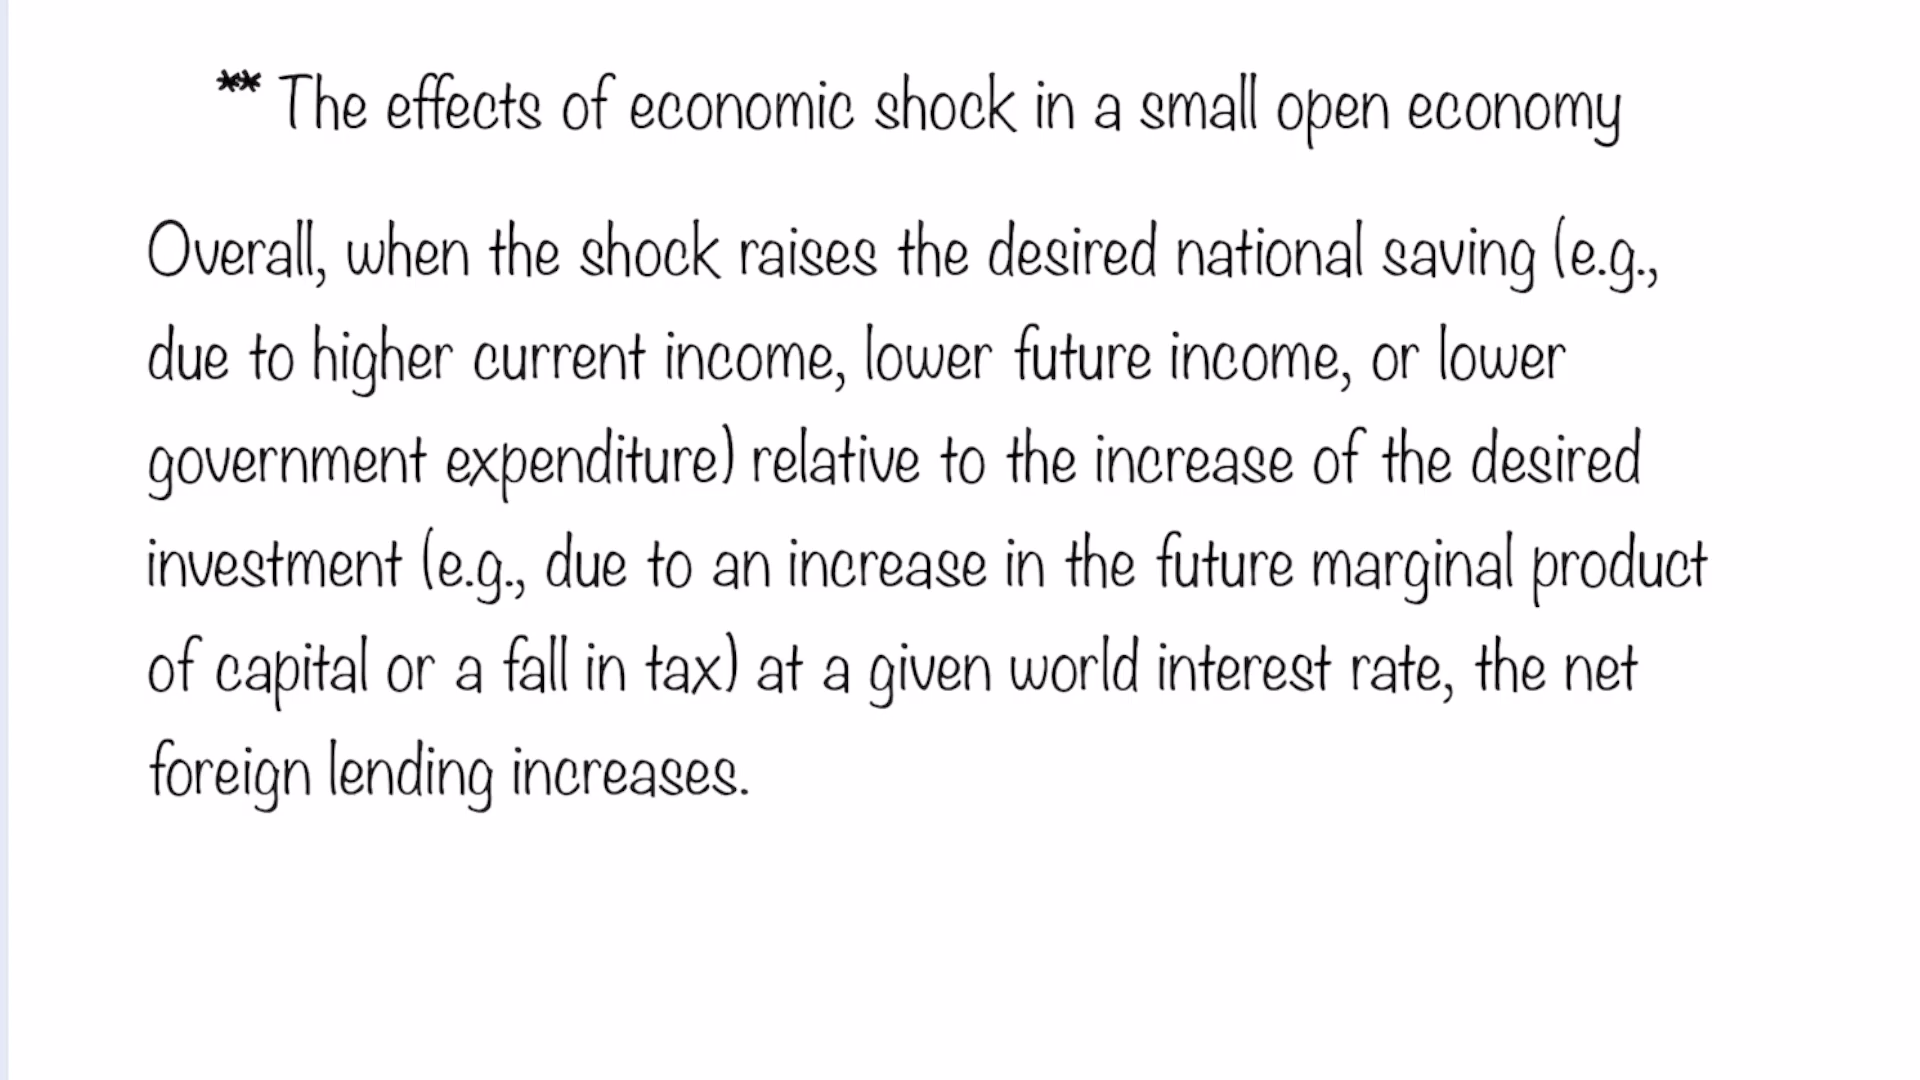 ** The effects of economic shock in a small open economy
Overall, when the shock raises the desired national saving (e.g.,
due to higher current income, lower future income, or lower
government expenditure) relative to the increase of the desired
investment (e.g., due to an increase in the future marginal product
of capital or a fall in tax) at a given world interest rate, the net
foreign lending increases.